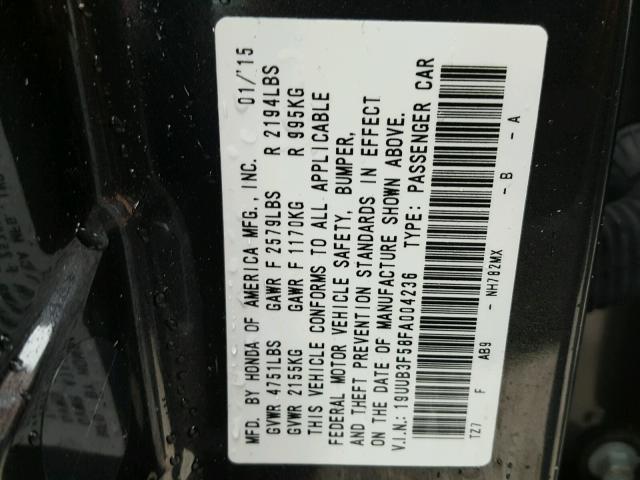 MFD. BY HONDA OF AMERICA MFG., INC. 01/'15
GVWR 4751LBS GAWR F 2579LBS R 2194LBS
GVWR 2155KG GAWR F 1170KG R 995KG
THIS VEHICLE CONFORMS TO ALL APPLICABLE
FEDERAL MOTOR VEHICLE SAFETY, BUMPER,
AND THEFT PREVENTION STANDARDS IN EFFECT
ON THE DATE OF MANUFACTURE SHOWN ABOVE.
V.I.N.: 19UUB3F58FA004236 TYPE: PASSENGER CAR
TZ7 F AB9 - NH782MX - B - A